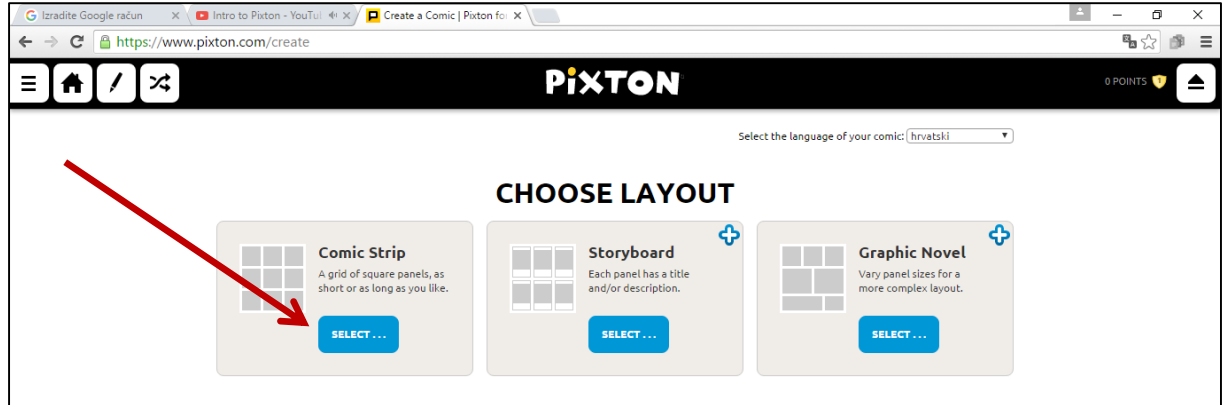 Izradite Google račun
Intro to Pixton - YouTu
Create a Comic | Pixton fo
https://www.pixton.com/create
PiXTON
0 POINTS
1
Select the language of your comic: hrvatski
CHOOSE LAYOUT
Comic Strip
A grid of square panels, as
short or as long as you like.
SELECT...
Storyboard
Each panel has a title
and/or description.
SELECT...
Graphic Novel
Vary panel sizes for a
more complex layout.
SELECT...